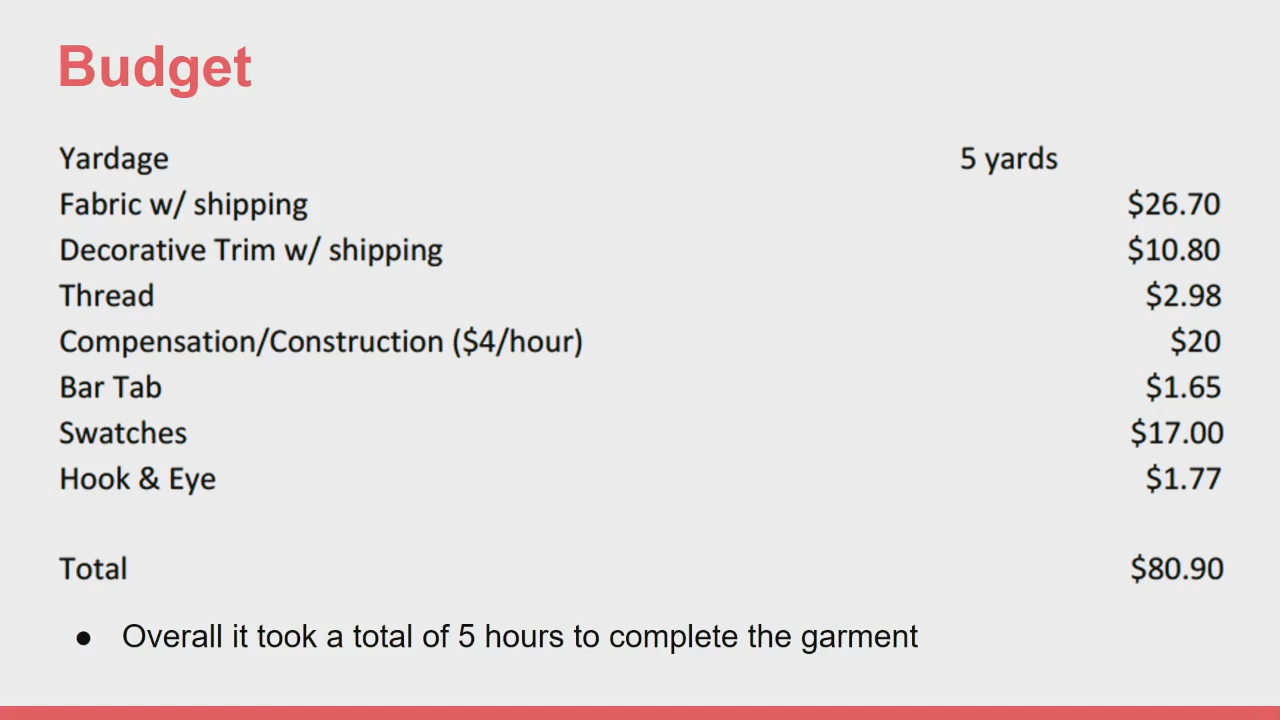 Budget
Yardage 5 yards
Fabric w/ shipping $26.70
Decorative Trim w/ shipping $10.80
Thread $2.98
Compensation/Construction ($4/hour) $20
Bar Tab $1.65
Swatches $17.00
Hook & Eye $1.77
Total $80.90
● Overall it took a total of 5 hours to complete the garment